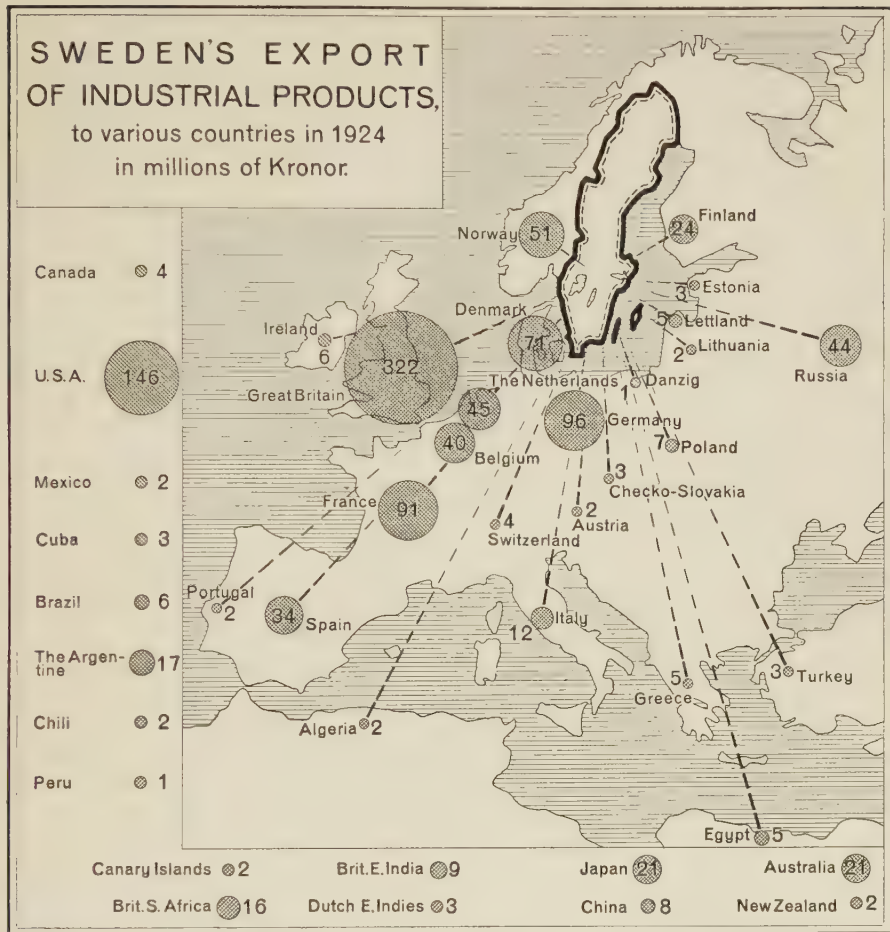 SWEDEN'S EXPORT
OF INDUSTRIAL PRODUCTS,
to various countries in 1924
in millions of Kronor.
Canada 4
U.S.A. 146
Mexico 2
Cuba 3
Brazil 6
The Argen-
tine 17
Chili 2
Peru 1
Norway 51
Finland 24
Estonia 3
Lettland 5
Lithuania 2
Russia 44
Denmark 71
Ireland 6
Great Britain 322
The Netherlands 45
Danzig 1
Germany 96
Belgium 40
Poland 7
Checko-Slovakia 3
France 91
Switzerland 4
Austria 2
Portugal 2
Spain 34
Italy 12
Greece 5
Turkey 3
Algeria 2
Egypt 5
Canary Islands 2
Brit. E. India 9
Japan 21
Australia 21
Brit. S. Africa 16
Dutch E. Indies 3
China 8
New Zealand 2